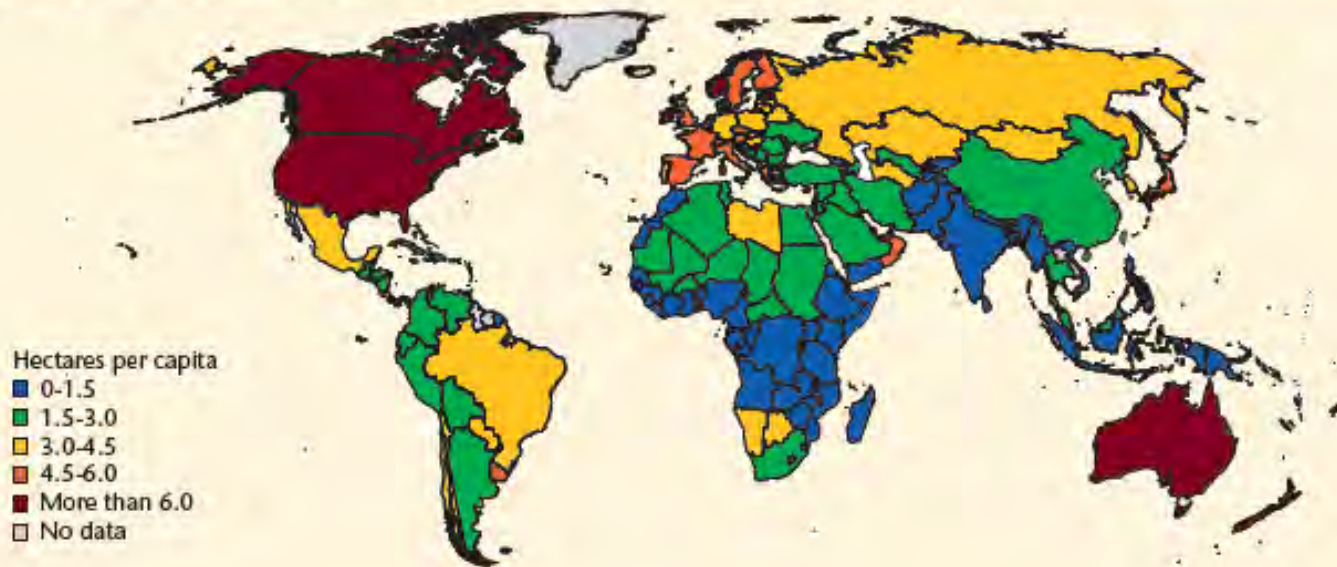 Hectares per capita
0-1.5
1.5-3.0
3.0-4.5
4.5-6.0
More than 6.0
No data